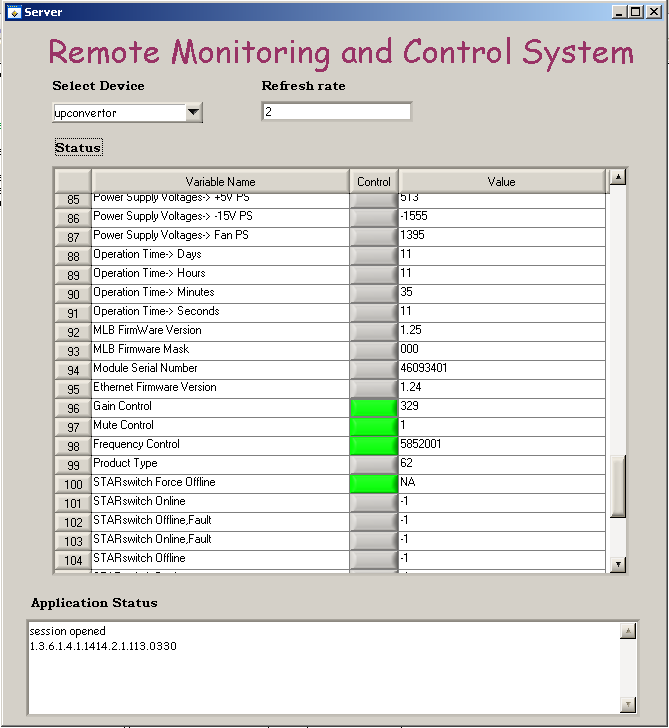 Server
Remote Monitoring and Control System
Select Device Refresh rate
upconvertor 2
Status
Variable Name Control Value
85 Power Supply Voltages-> +5V PS 513
86 Power Supply Voltages-> -15V PS -1555
87 Power Supply Voltages-> Fan PS 1395
88 Operation Time-> Days 11
89 Operation Time-> Hours 11
90 Operation Time-> Minutes 35
91 Operation Time-> Seconds 11
92 MLB FirmWare Version 1.25
93 MLB Firmware Mask 000
94 Module Serial Number 46093401
95 Ethernet Firmware Version 1.24
96 Gain Control 329
97 Mute Control 1
98 Frequency Control 5852001
99 Product Type 62
100 STARswitch Force Offline NA
101 STARswitch Online -1
102 STARswitch Offline,Fault -1
103 STARswitch Online,Fault -1
104 STARswitch Offline -1
Application Status
session opened
1.3.6.1.4.1.1414.2.1.113.0330